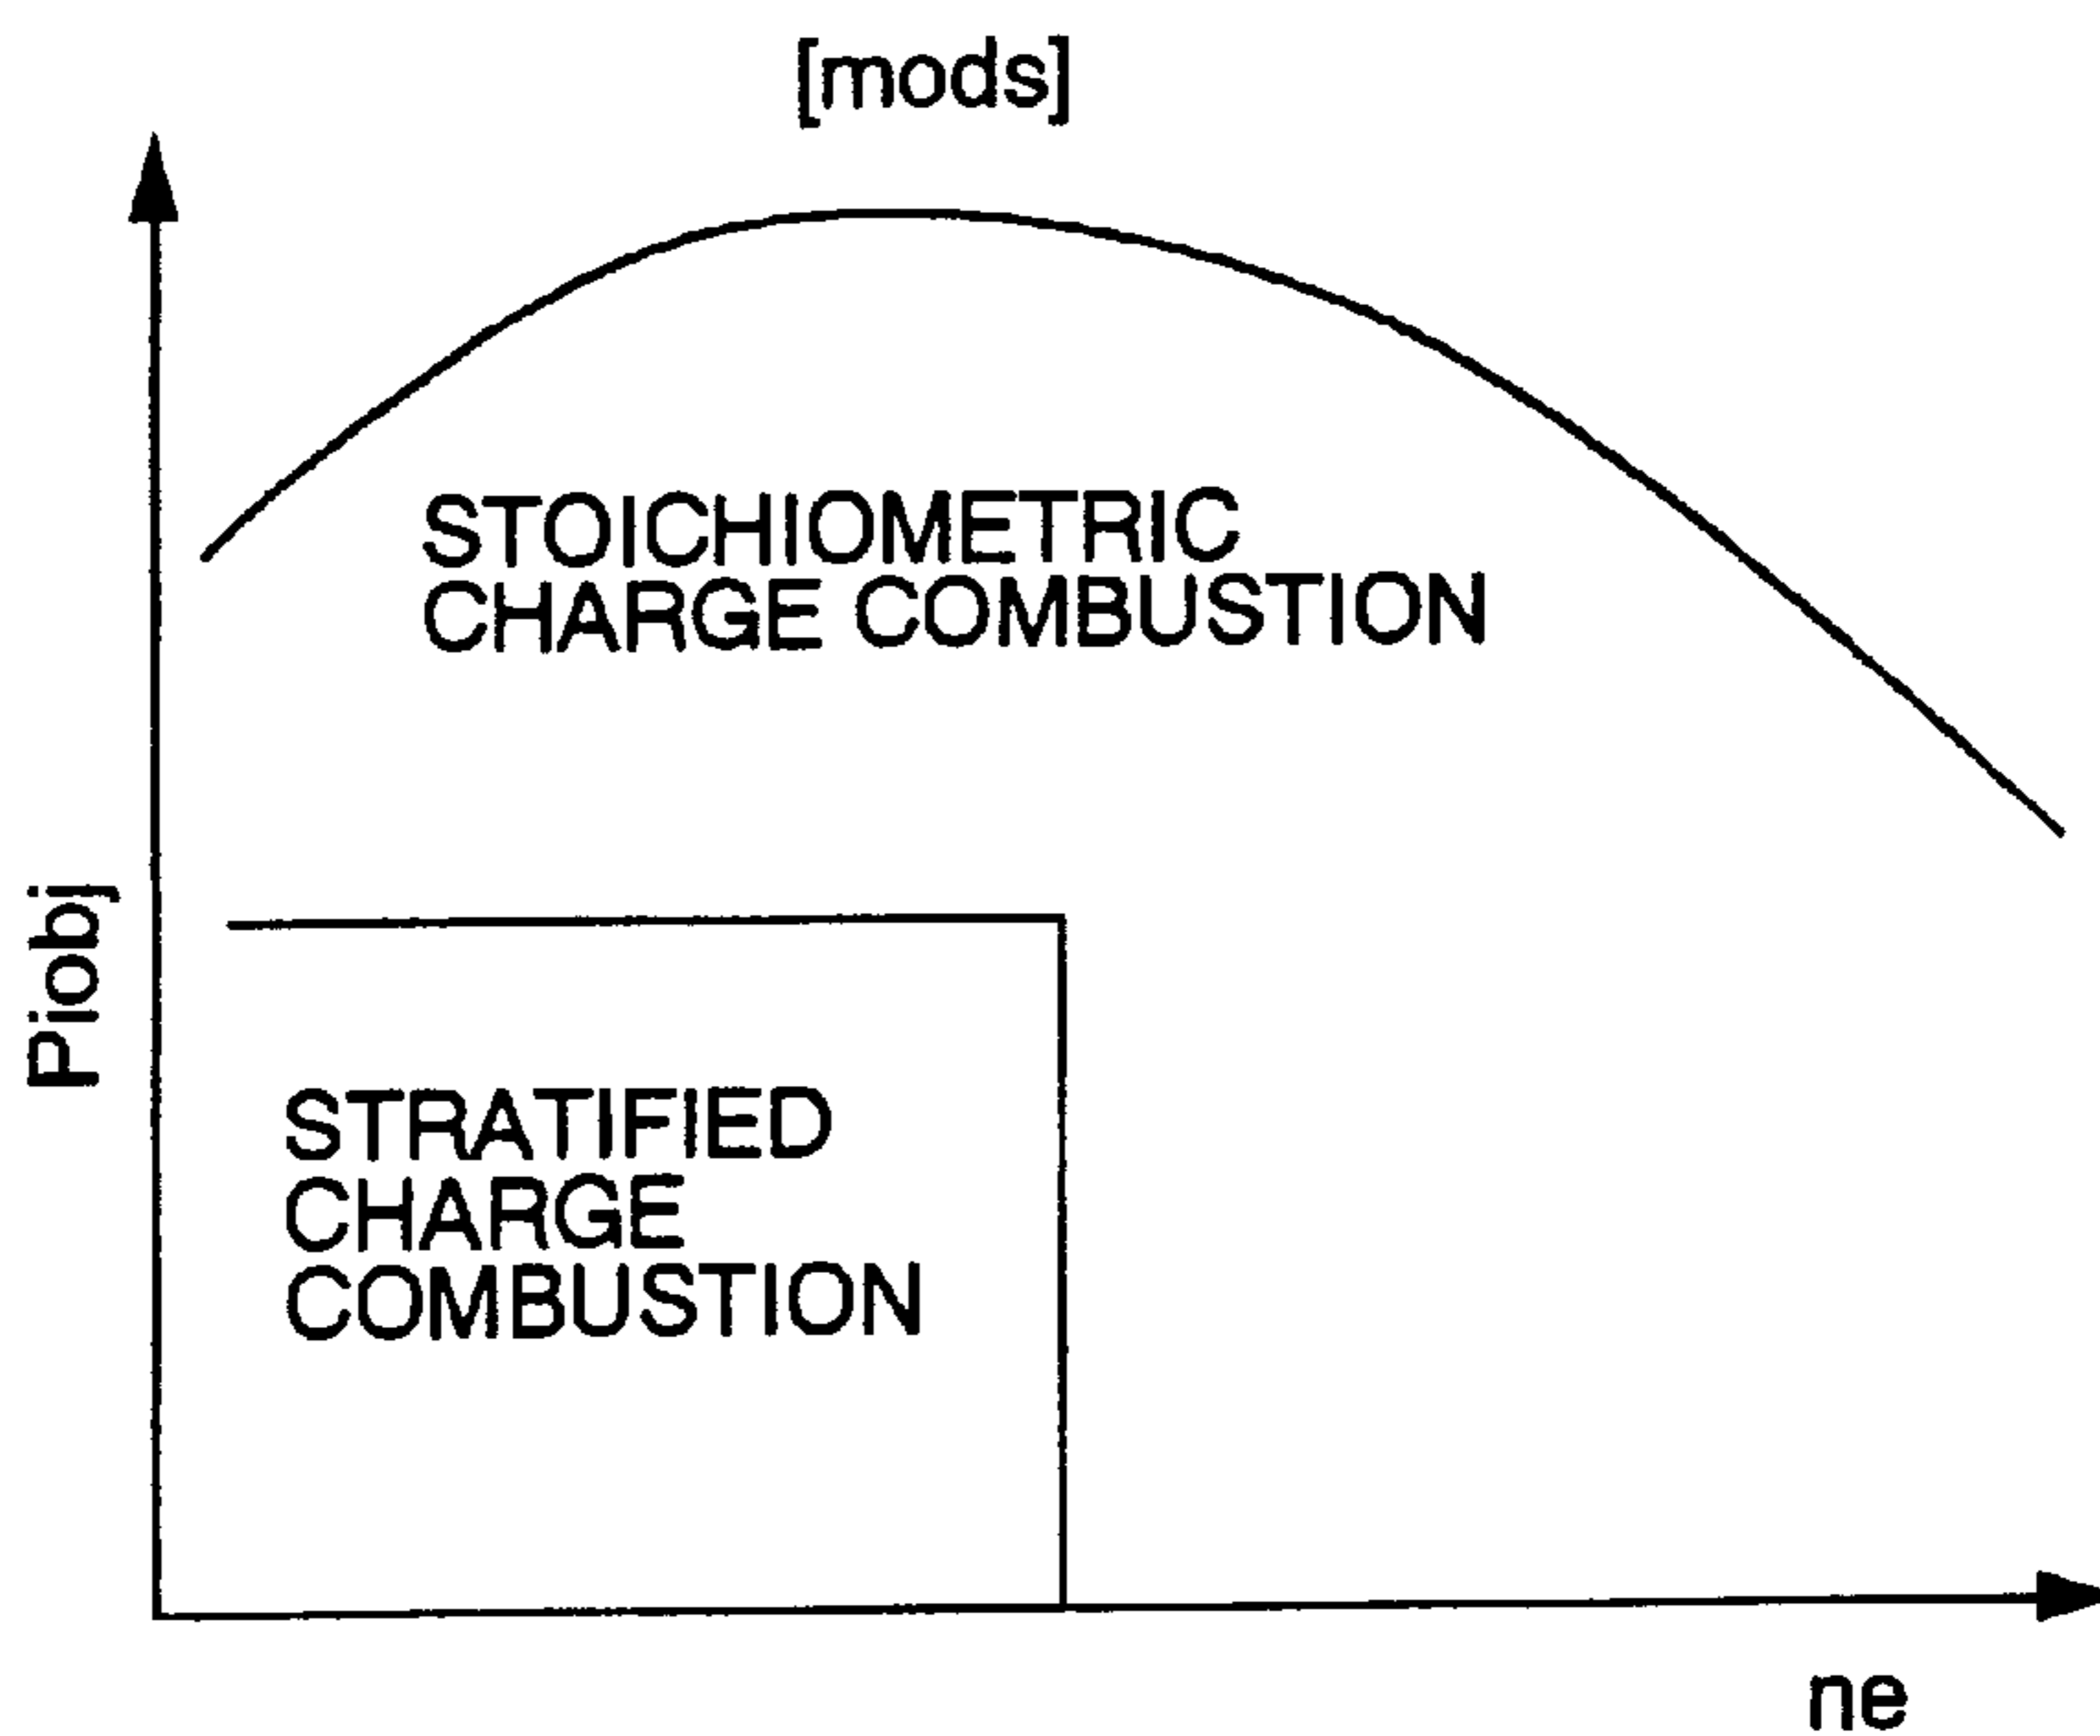 [mods]
STOICHIOMETRIC
CHARGE COMBUSTION
Piobj
STRATIFIED
CHARGE
COMBUSTION
ne